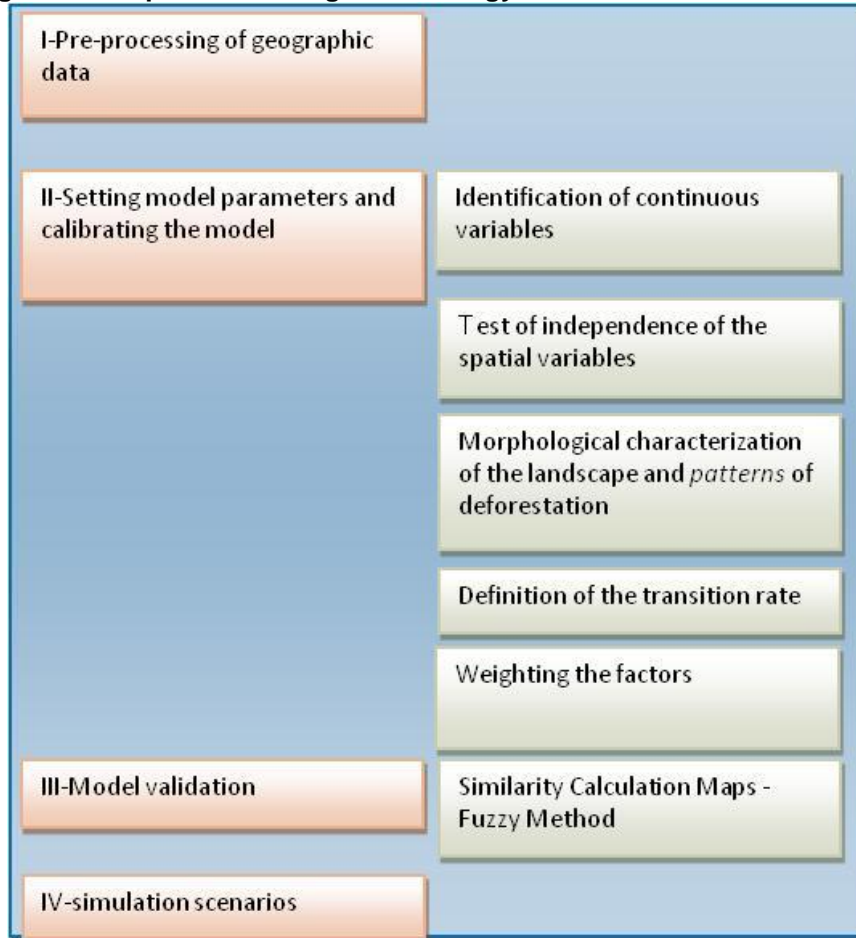 I-Pre-processing of geographic
data
II-Setting model parameters and
calibrating the model
Identification of continuous
variables
Test of independence of the
spatial variables
Morphological characterization
of the landscape and patterns of
deforestation
Definition of the transition rate
Weighting the factors
III-Model validation
Similarity Calculation Maps -
Fuzzy Method
IV-simulation scenarios